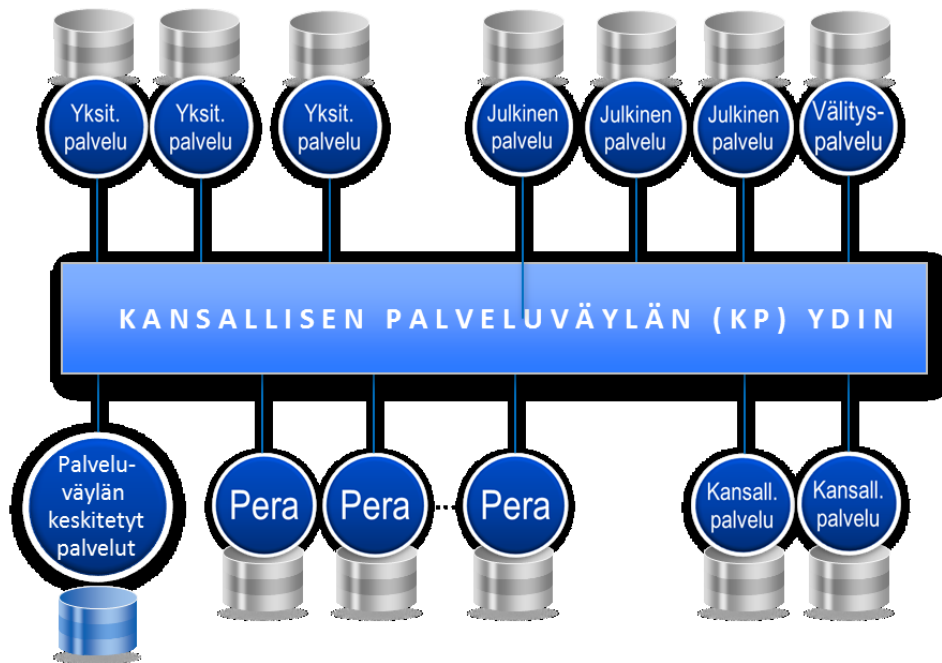 Yksit.
palvelu
Yksit.
palvelu
Yksit.
palvelu
Julkinen
palvelu
Julkinen
palvelu
Julkinen
palvelu
Välitys-
palvelu
KANSALLISEN PALVELUVÄYLÄN (KP) YDIN
Palvelu-
väylän
keskitetyt
palvelut
Pera
Pera
Pera
Kansall.
palvelu
Kansall.
palvelu